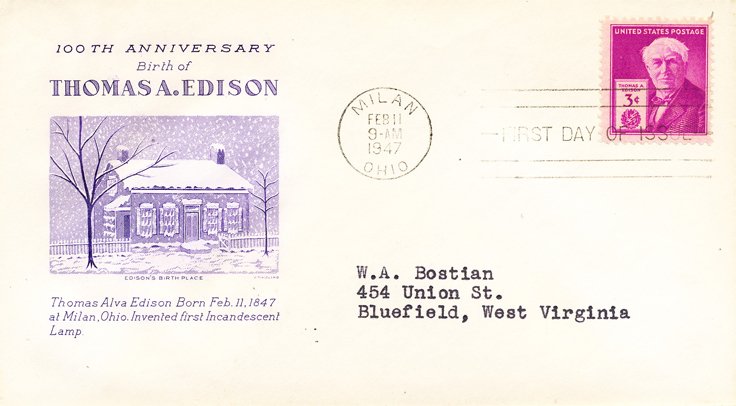 100TH ANNIVERSARY
Birth of
THOMAS A. EDISON
EDISON'S BIRTH PLACE
Thomas Alva Edison Born Feb. 11, 1847
at Milan, Ohio. Invented first Incandescent
Lamp.
MILAN
FEB 11
9-AM
1947
OHIO
FIRST DAY OF ISSUE
UNITED STATES POSTAGE
THOMAS A.
EDISON
3¢
W.A. Bostian
454 Union St.
Bluefield, West Virginia